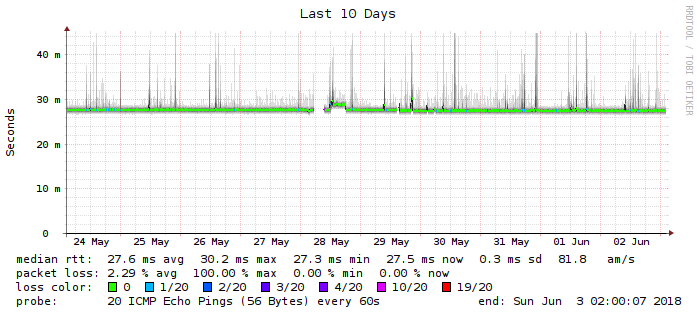 Last 10 Days
RRDTOOL / TOBI OETIKER
Seconds
40 m
30 m
20 m
10 m
0
24 May 25 May 26 May 27 May 28 May 29 May 30 May 31 May 01 Jun 02 Jun
median rtt: 27.6 ms avg 30.2 ms max 27.3 ms min 27.5 ms now 0.3 ms sd 81.8 am/s
packet loss: 2.29 % avg 100.00 % max 0.00 % min 0.00 % now
loss color: 0 1/20 2/20 3/20 4/20 10/20 19/20
probe: 20 ICMP Echo Pings (56 Bytes) every 60s end: Sun Jun 3 02:00:07 2018